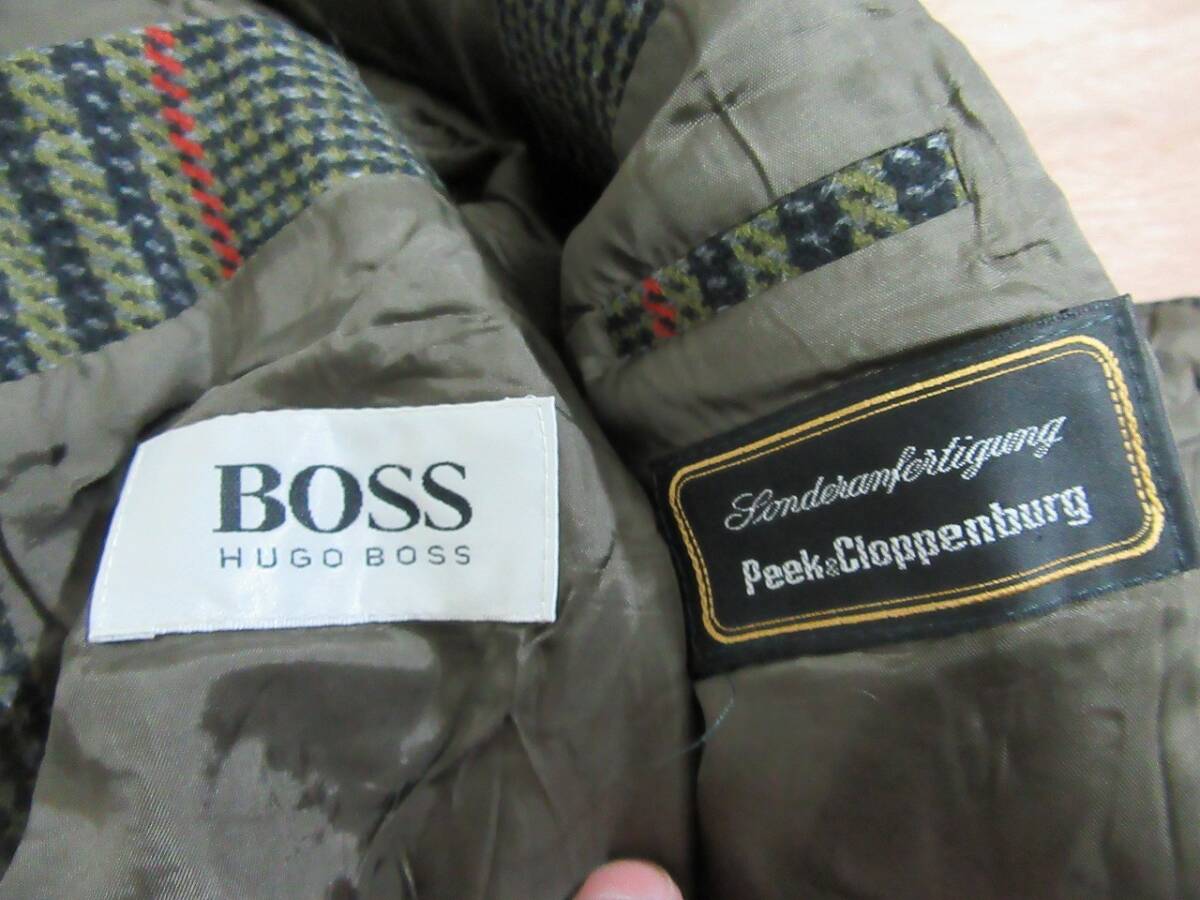 BOSS
HUGO BOSS
Sonderanfertigung
Peek&Cloppenburg